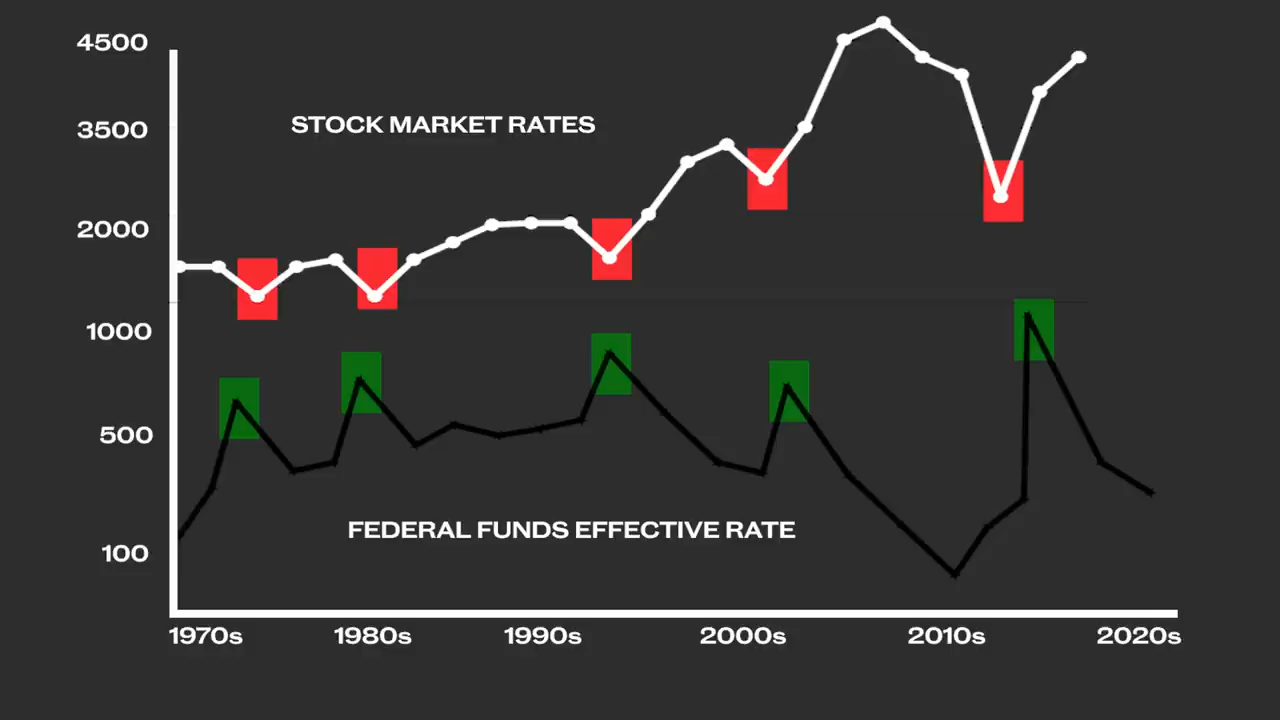 4500
STOCK MARKET RATES
3500
2000
1000
500
FEDERAL FUNDS EFFECTIVE RATE
100
1970s 1980s 1990s 2000s 2010s 2020s